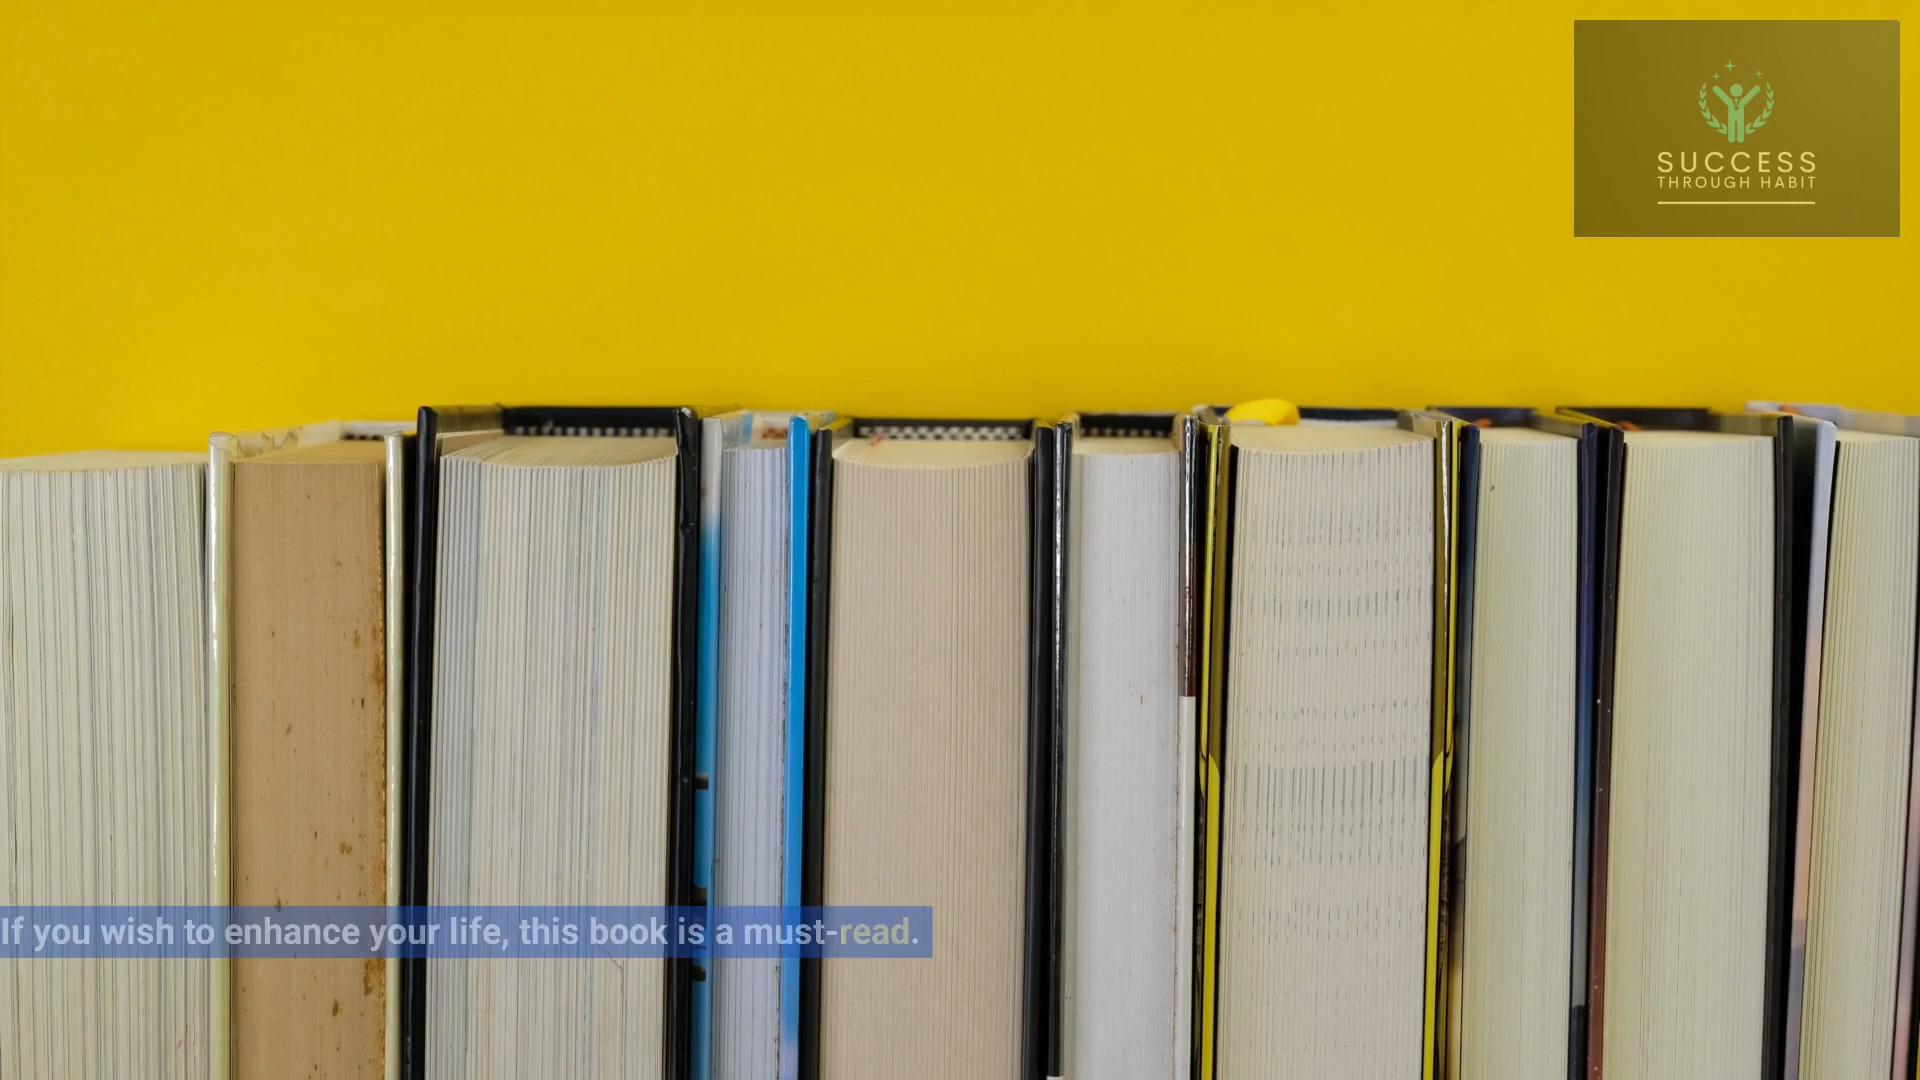 SUCCESS
THROUGH HABIT
If you wish to enhance your life, this book is a must-read.